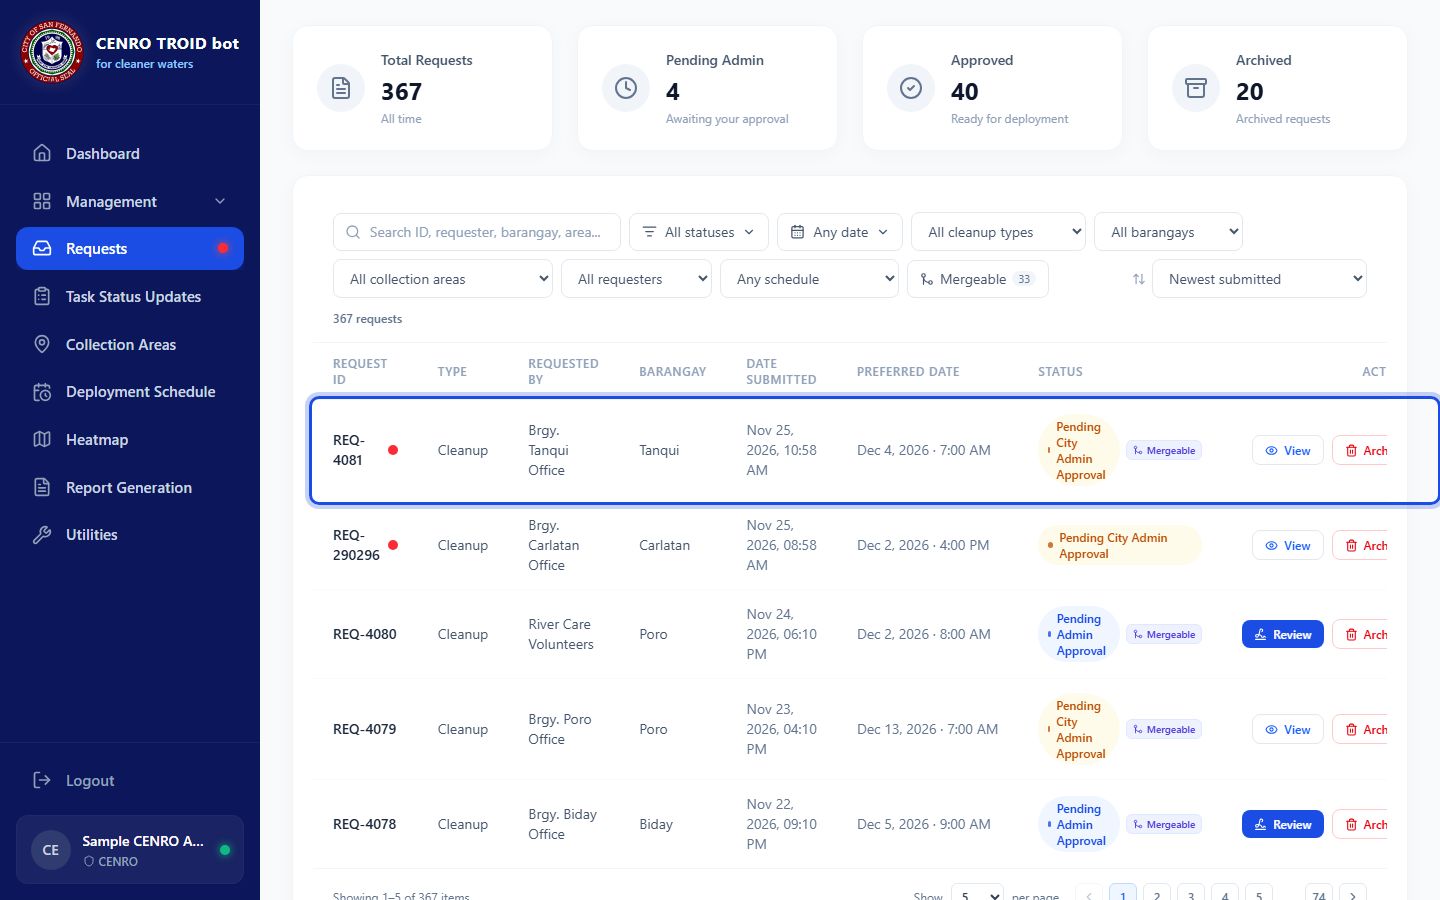 CENRO TROID bot
for cleaner waters
Dashboard
Management
Requests
Task Status Updates
Collection Areas
Deployment Schedule
Heatmap
Report Generation
Utilities
Logout
CE
Sample CENRO A...
CENRO
Total Requests
367
All time
Pending Admin
4
Awaiting your approval
Approved
40
Ready for deployment
Archived
20
Archived requests
Search ID, requester, barangay, area...
All statuses
Any date
All cleanup types
All barangays
All collection areas
All requesters
Any schedule
Mergeable 33
Newest submitted
367 requests
REQUEST
ID
TYPE
REQUESTED
BY
BARANGAY
DATE
SUBMITTED
PREFERRED DATE
STATUS
ACT
REQ-
4081
Cleanup
Brgy.
Tanqui
Office
Tanqui
Nov 25,
2026, 10:58
AM
Dec 4, 2026 · 7:00 AM
Pending
City
Admin
Approval
Mergeable
View
Arch
REQ-
290296
Cleanup
Brgy.
Carlatan
Office
Carlatan
Nov 25,
2026, 08:58
AM
Dec 2, 2026 · 4:00 PM
Pending City Admin
Approval
View
Arch
REQ-4080
Cleanup
River Care
Volunteers
Poro
Nov 24,
2026, 06:10
PM
Dec 2, 2026 · 8:00 AM
Pending
Admin
Approval
Mergeable
Review
Arch
REQ-4079
Cleanup
Brgy. Poro
Office
Poro
Nov 23,
2026, 04:10
PM
Dec 13, 2026 · 7:00 AM
Pending
City
Admin
Approval
Mergeable
View
Arch
REQ-4078
Cleanup
Brgy. Biday
Office
Biday
Nov 22,
2026, 09:10
PM
Dec 5, 2026 · 9:00 AM
Pending
Admin
Approval
Mergeable
Review
Arch
Showing 1–5 of 367 items
Show 5 per page
1 2 3 4 5 74
CITY OF SAN FERNANDO
OFFICIAL SEAL